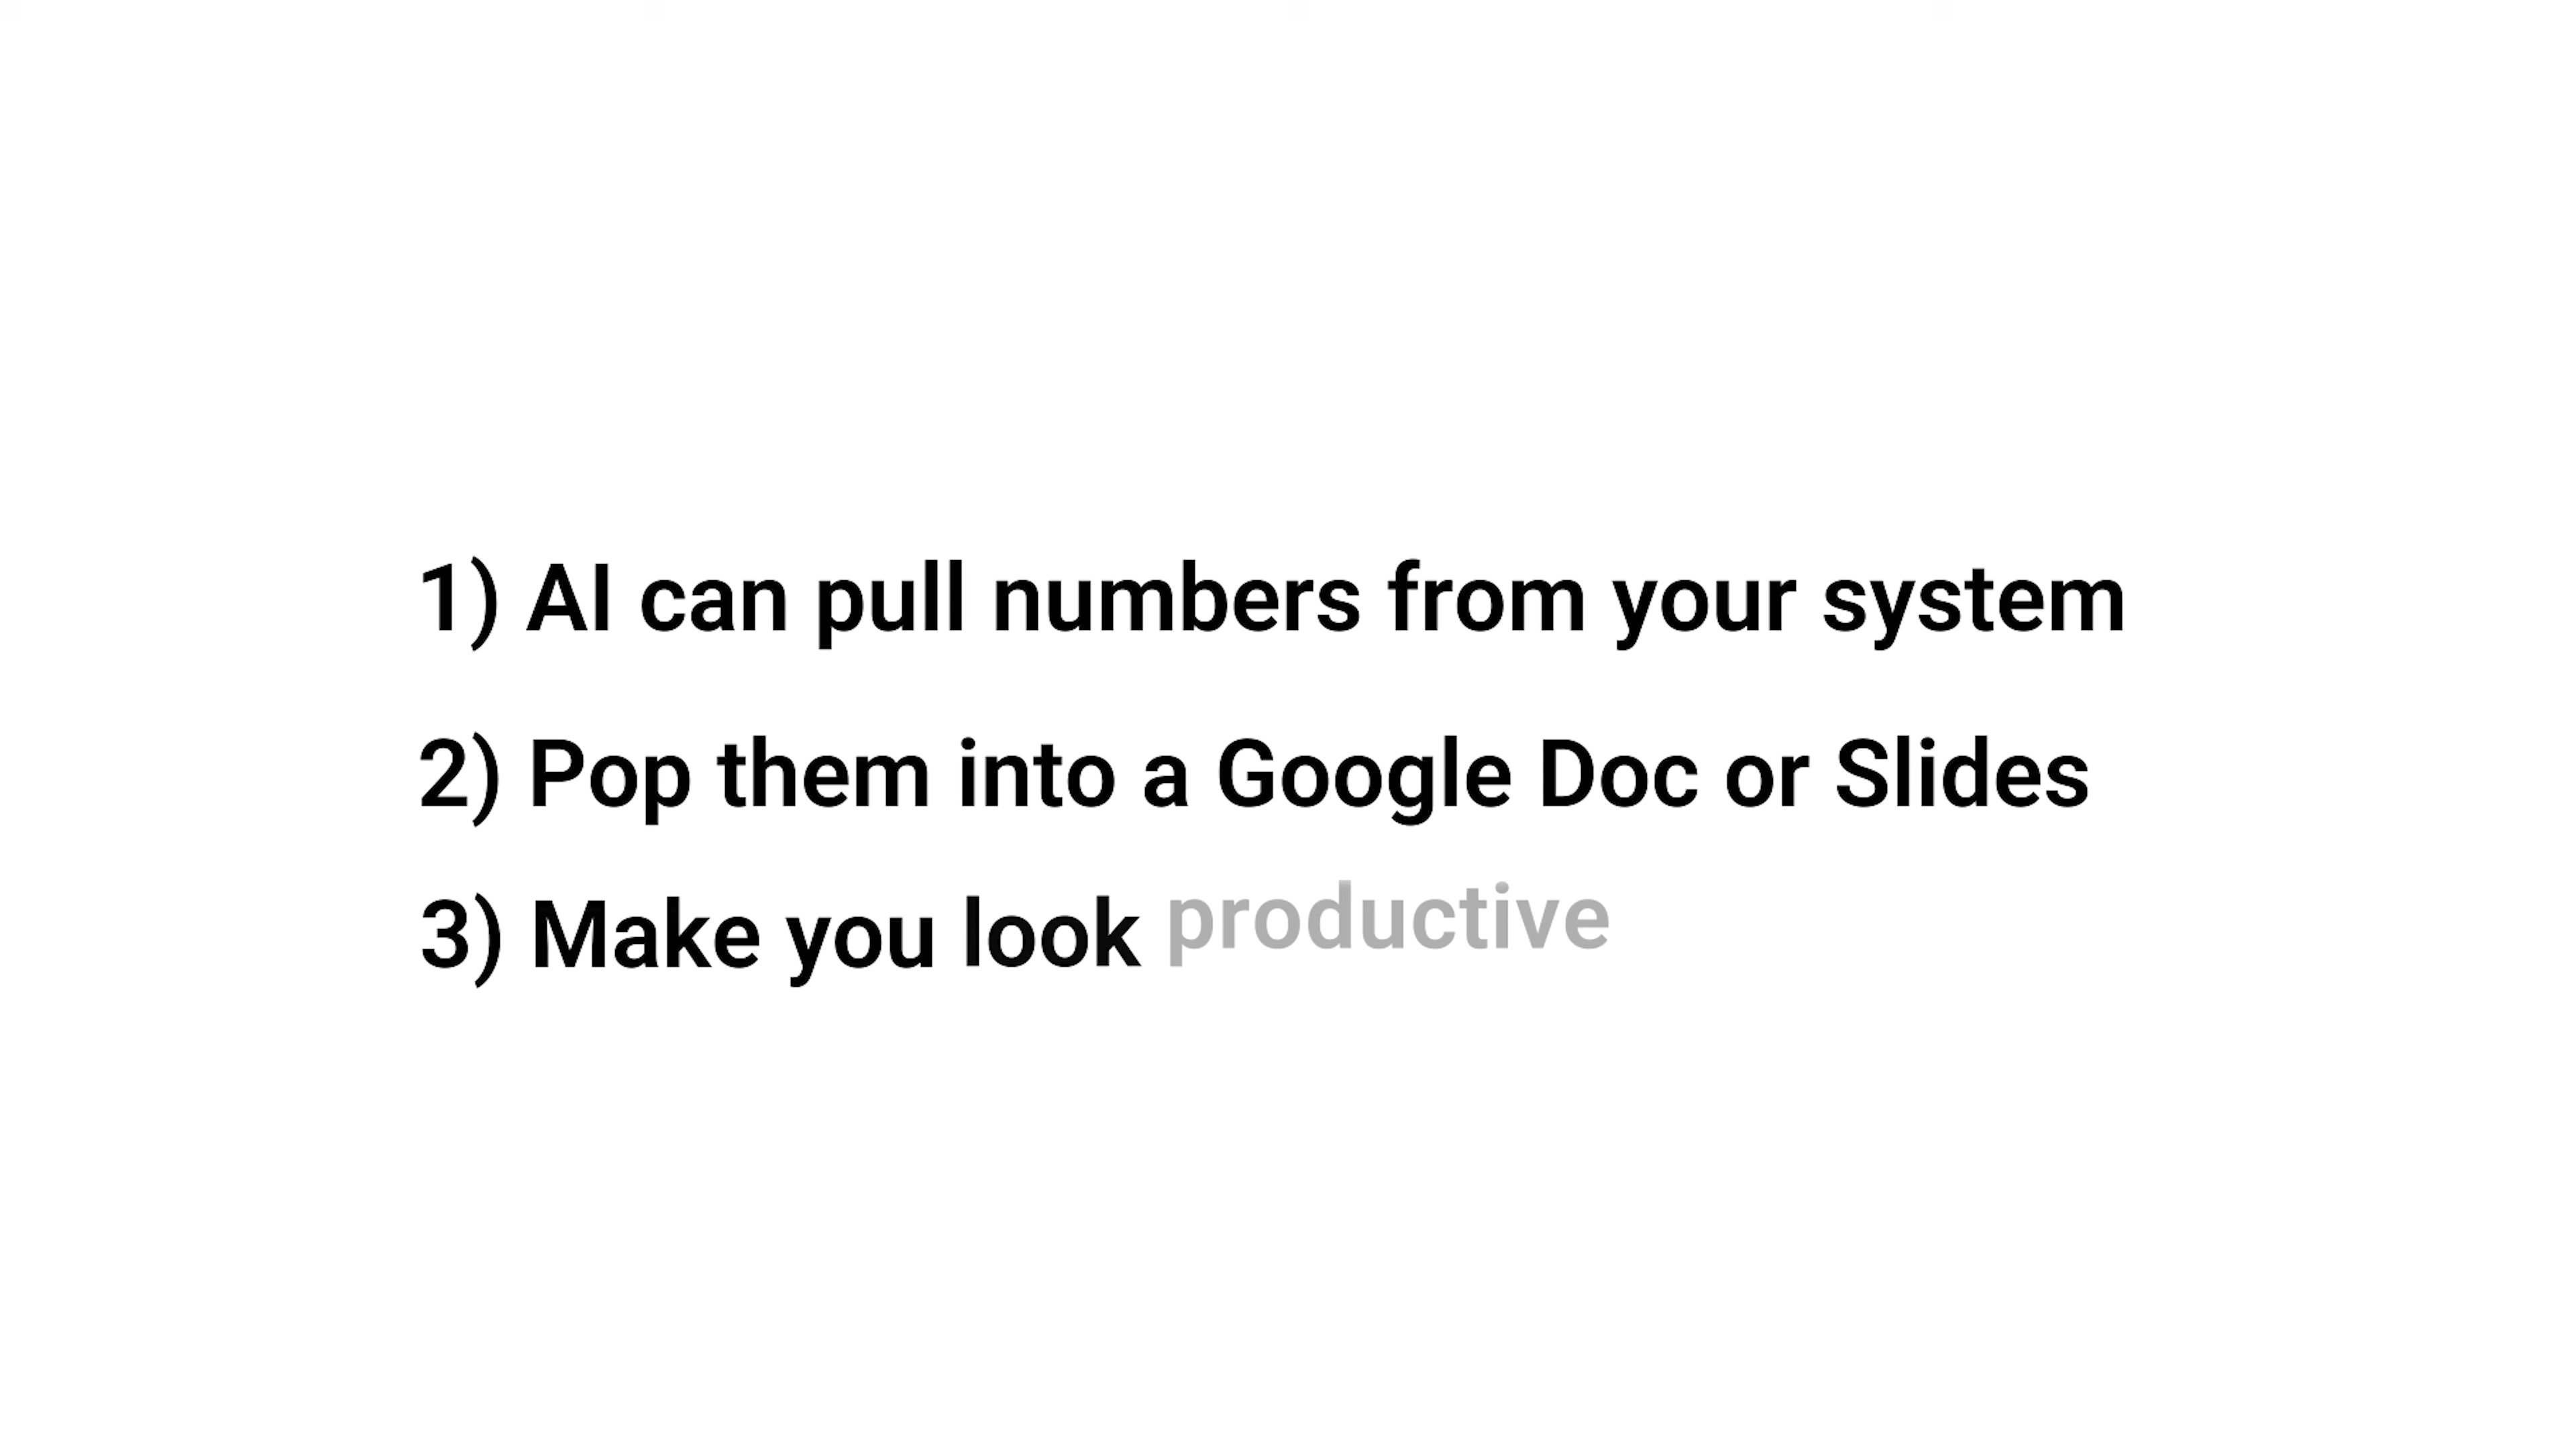 1) AI can pull numbers from your system
2) Pop them into a Google Doc or Slides
3) Make you look productive